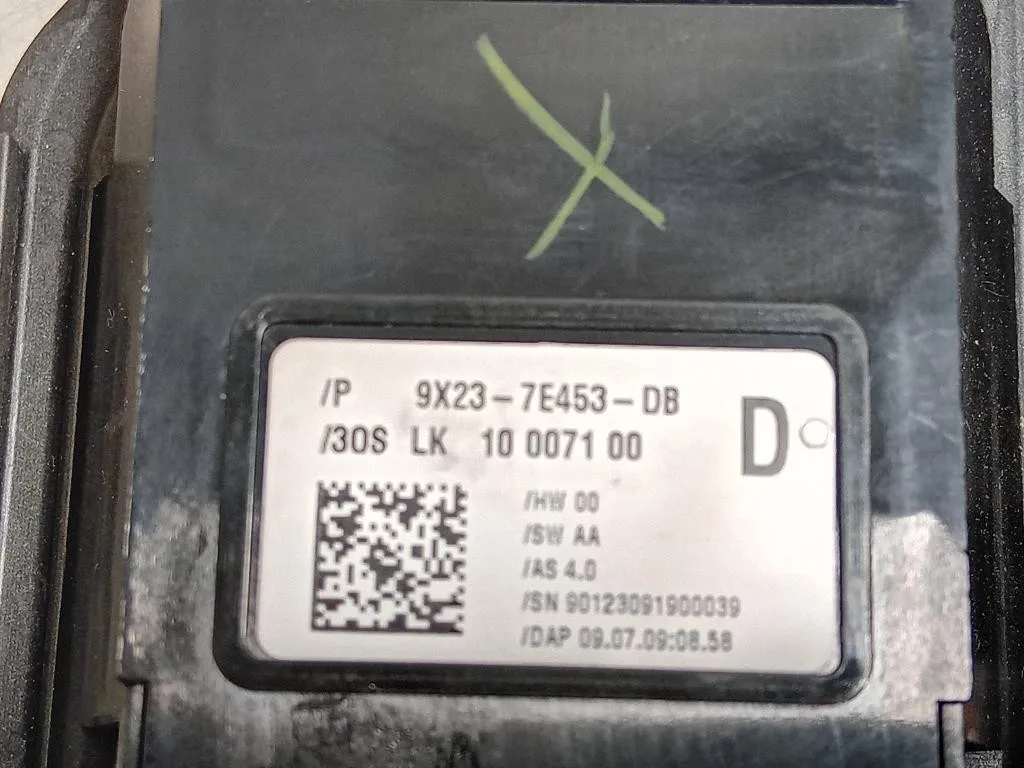 /P 9X23-7E453-DB
D
/30S LK 10 0071 00
/HW 00
/SW AA
/AS 4.0
/SN 90123091900039
/DAP 09.07.09:08.58